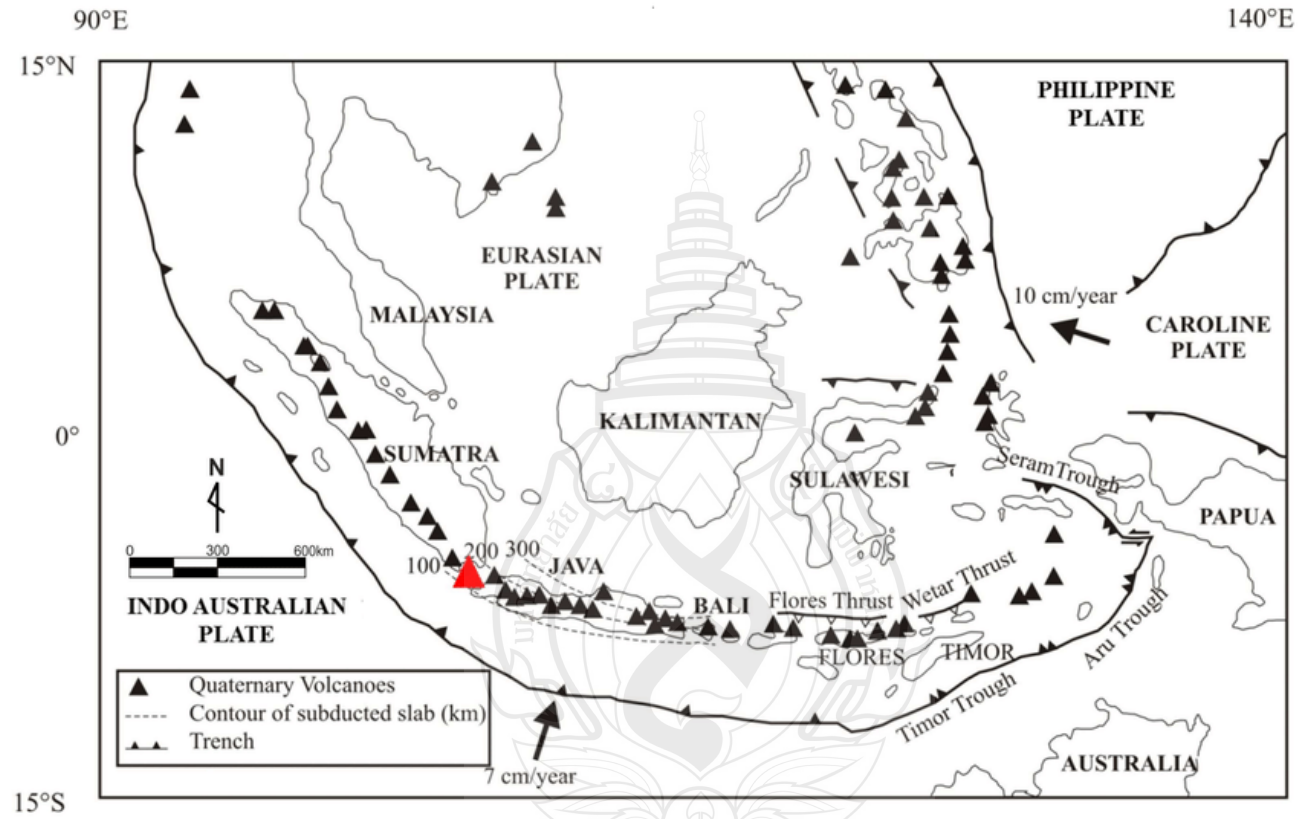 90°E
140°E
15°N
PHILIPPINE
PLATE
EURASIAN
PLATE
10 cm/year
MALAYSIA
CAROLINE
PLATE
KALIMANTAN
0°
SUMATRA
Seram Trough
SULAWESI
N
PAPUA
0 300 600km
100 200 300
JAVA
INDO AUSTRALIAN
PLATE
BALI
Flores Thrust
Wetar Thrust
FLORES
TIMOR
Aru Trough
Timor Trough
Quaternary Volcanoes
Contour of subducted slab (km)
Trench
7 cm/year
AUSTRALIA
15°S